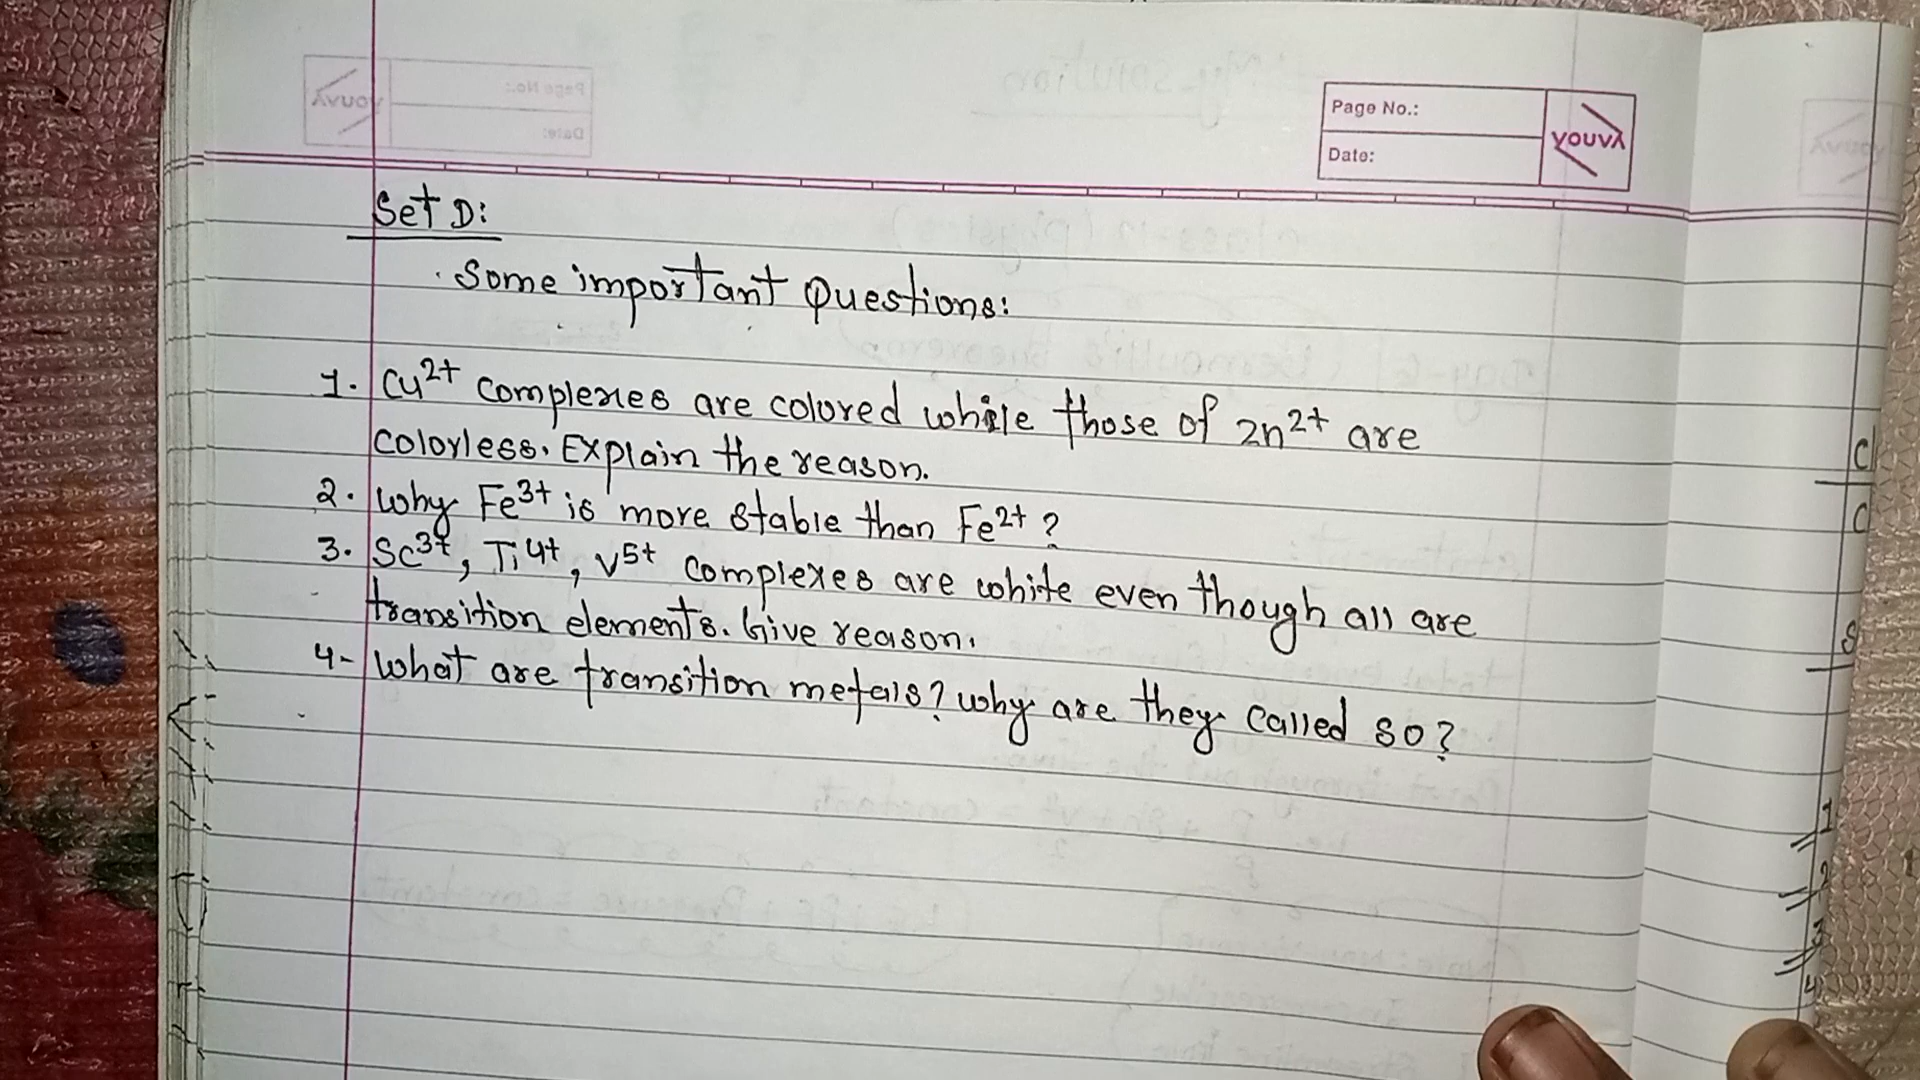 Page No.:
Date:
YOUVA
Set D:
Some important Questions:
1. Cu²⁺ complexes are colored while those of Zn²⁺ are
colorless. Explain the reason.
2. Why Fe³⁺ is more stable than Fe²⁺?
3. Sc³⁺, Ti⁴⁺, V⁵⁺ complexes are white even though all are
transition elements. Give reason.
4- What are transition metals? Why are they called so?